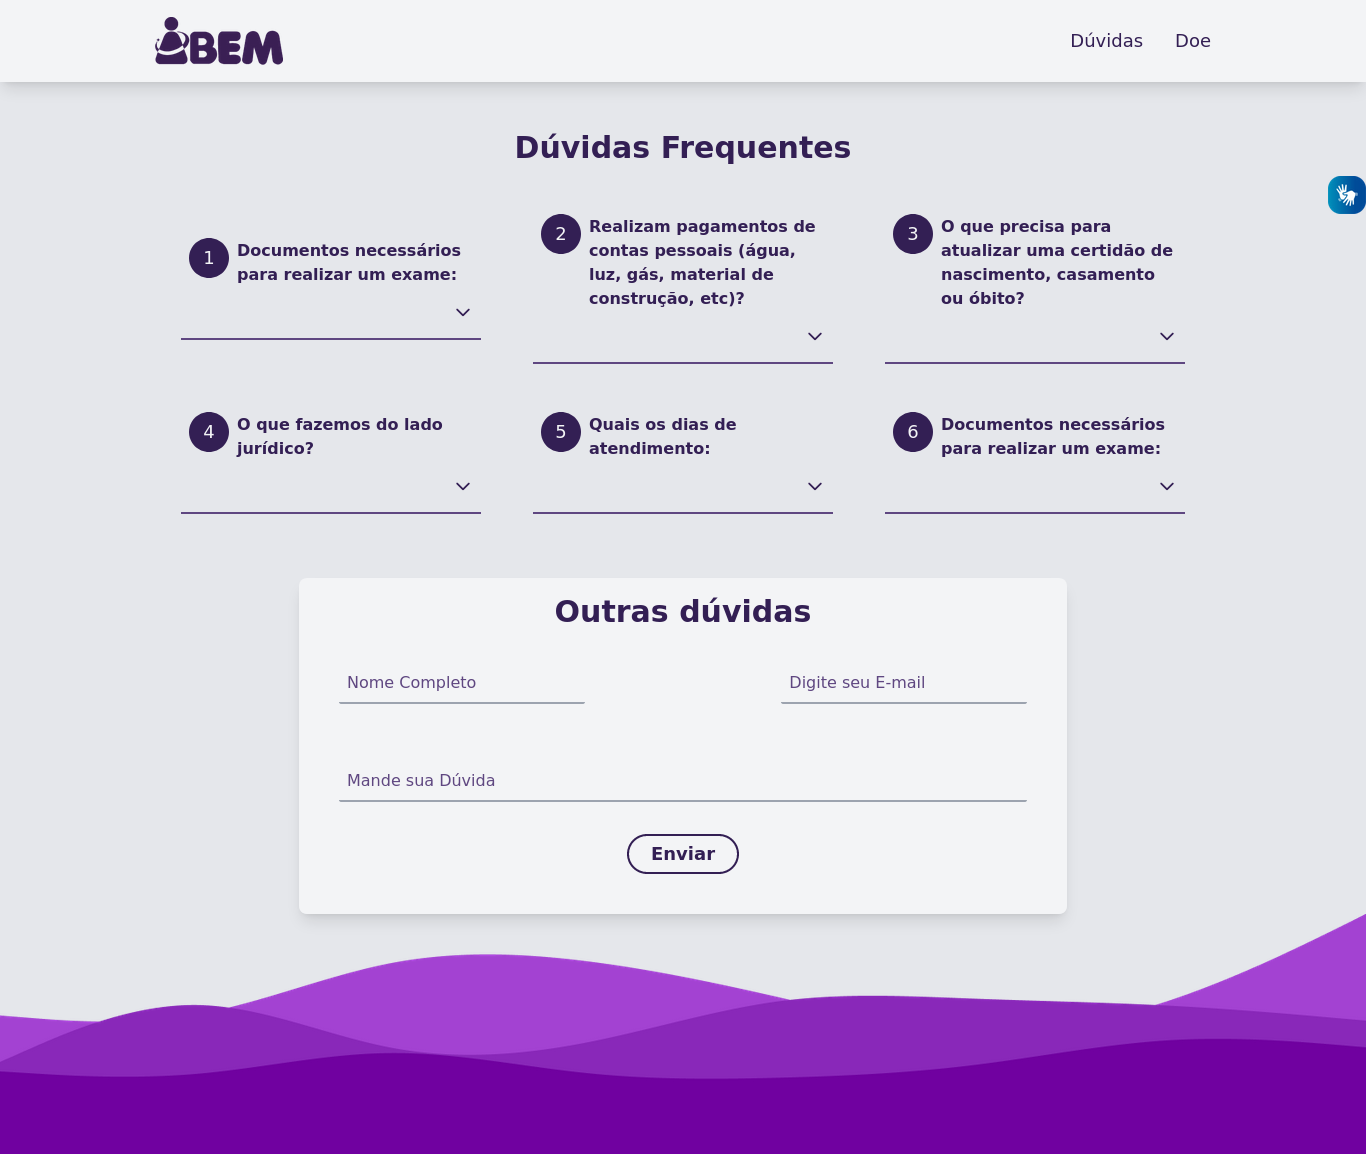 BEM
Dúvidas
Doe
Dúvidas Frequentes
1
Documentos necessários
para realizar um exame:
2
Realizam pagamentos de
contas pessoais (água,
luz, gás, material de
construção, etc)?
3
O que precisa para
atualizar uma certidão de
nascimento, casamento
ou óbito?
4
O que fazemos do lado
jurídico?
5
Quais os dias de
atendimento:
6
Documentos necessários
para realizar um exame:
Outras dúvidas
Nome Completo
Digite seu E-mail
Mande sua Dúvida
Enviar